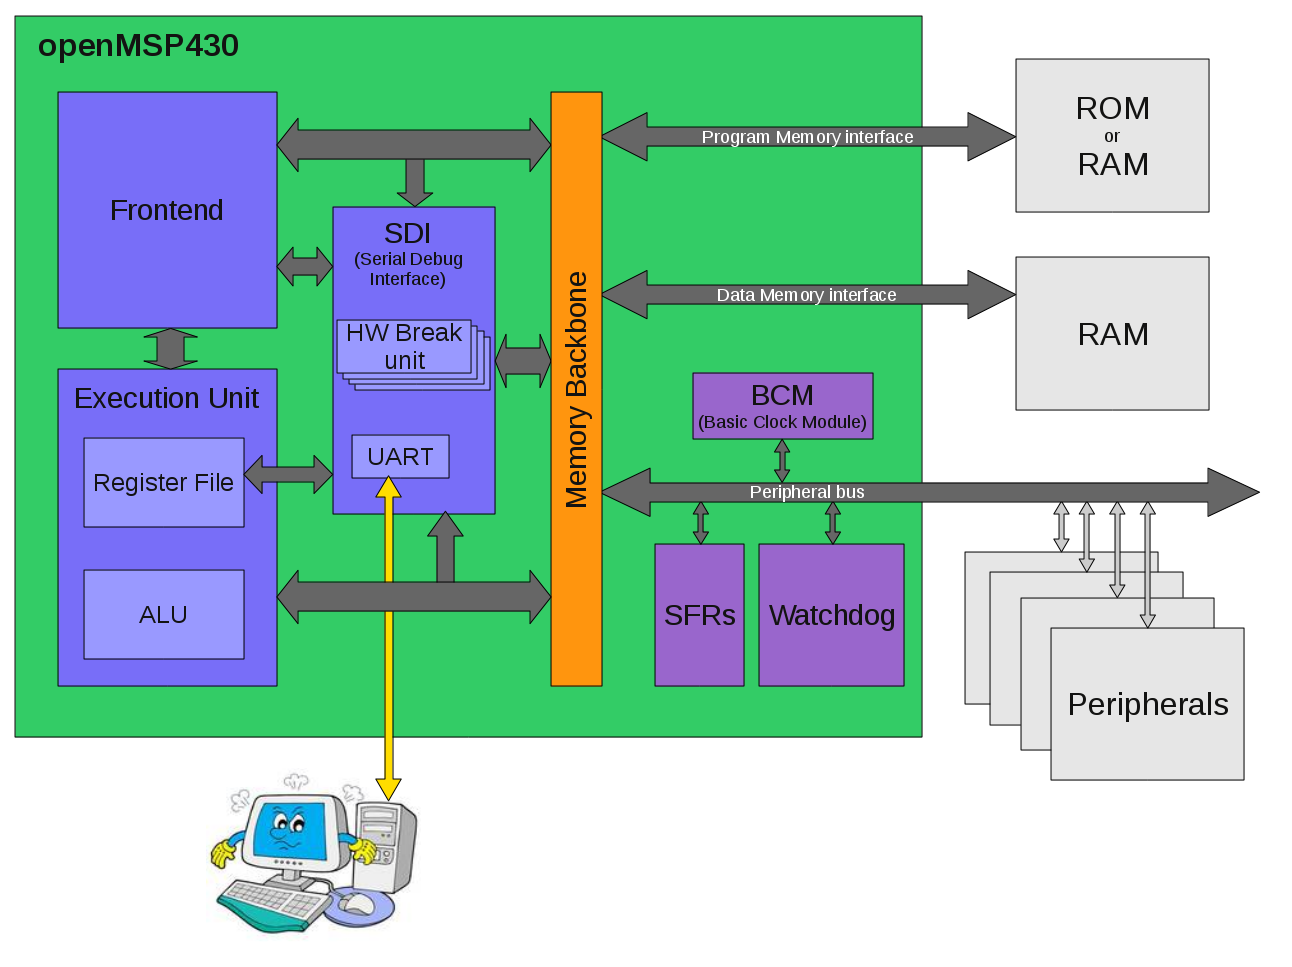 openMSP430
Frontend
SDI
(Serial Debug
Interface)
HW Break
unit
UART
Execution Unit
Register File
ALU
Memory Backbone
Program Memory interface
ROM
or
RAM
Data Memory interface
RAM
BCM
(Basic Clock Module)
Peripheral bus
SFRs
Watchdog
Peripherals